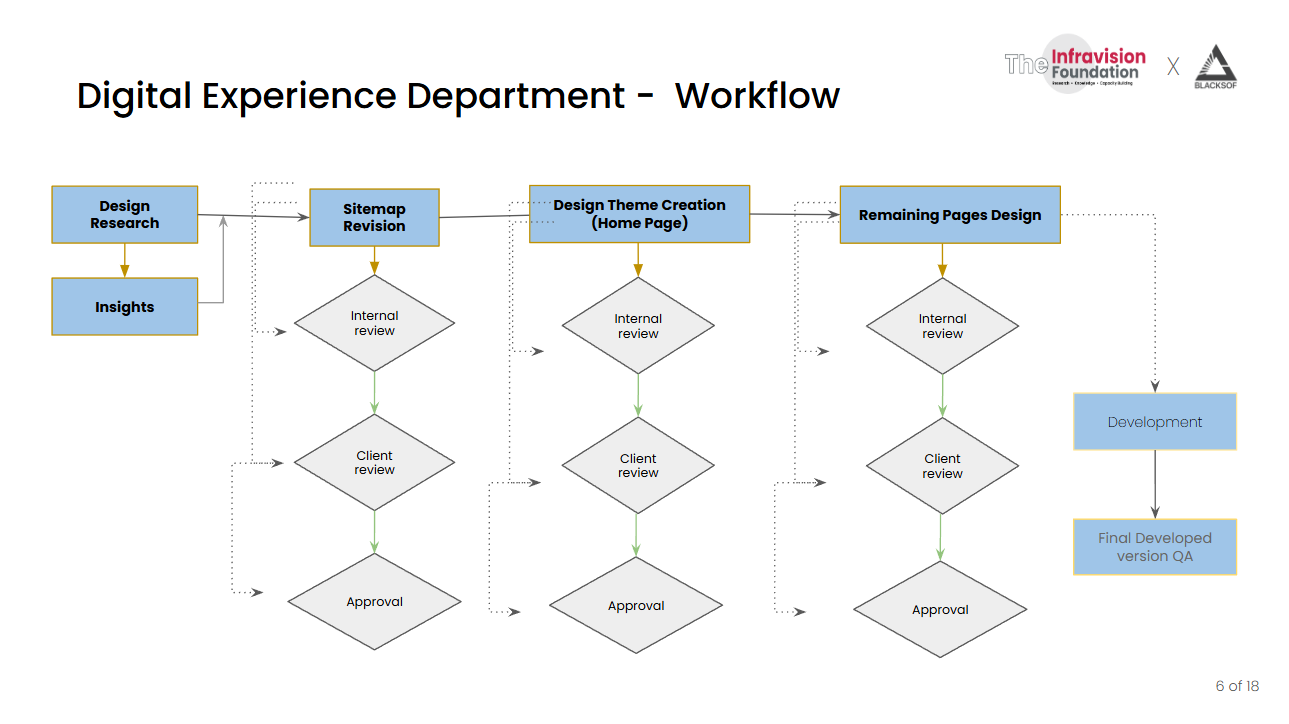 The Infravision
Foundation
Research • Knowledge • Capacity Building
X
BLACKSOF
Digital Experience Department - Workflow
Design
Research
Sitemap
Revision
Design Theme Creation
(Home Page)
Remaining Pages Design
Insights
Internal
review
Internal
review
Internal
review
Development
Client
review
Client
review
Client
review
Final Developed
version QA
Approval
Approval
Approval
6 of 18